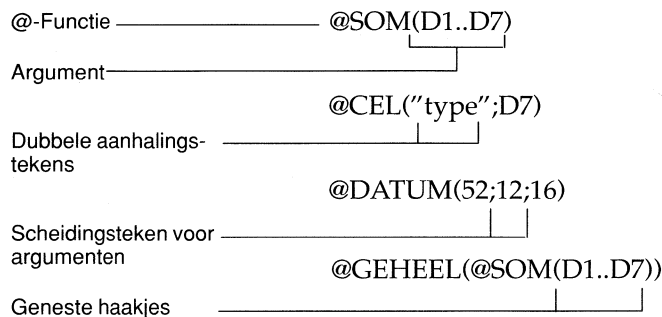 @-Functie @SOM(D1..D7)
Argument
@CEL("type";D7)
Dubbele aanhalings-
tekens
@DATUM(52;12;16)
Scheidingsteken voor
argumenten
@GEHEEL(@SOM(D1..D7))
Geneste haakjes